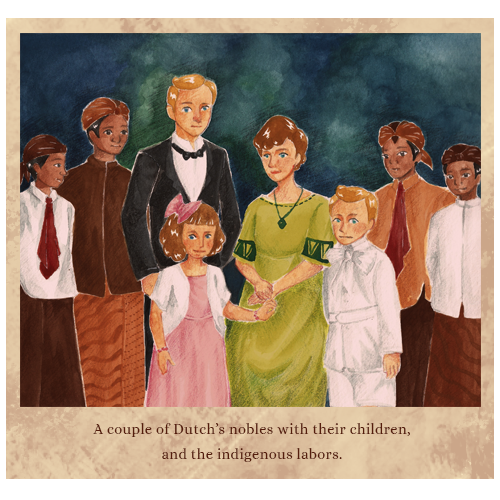 A couple of Dutch's nobles with their children,
and the indigenous labors.